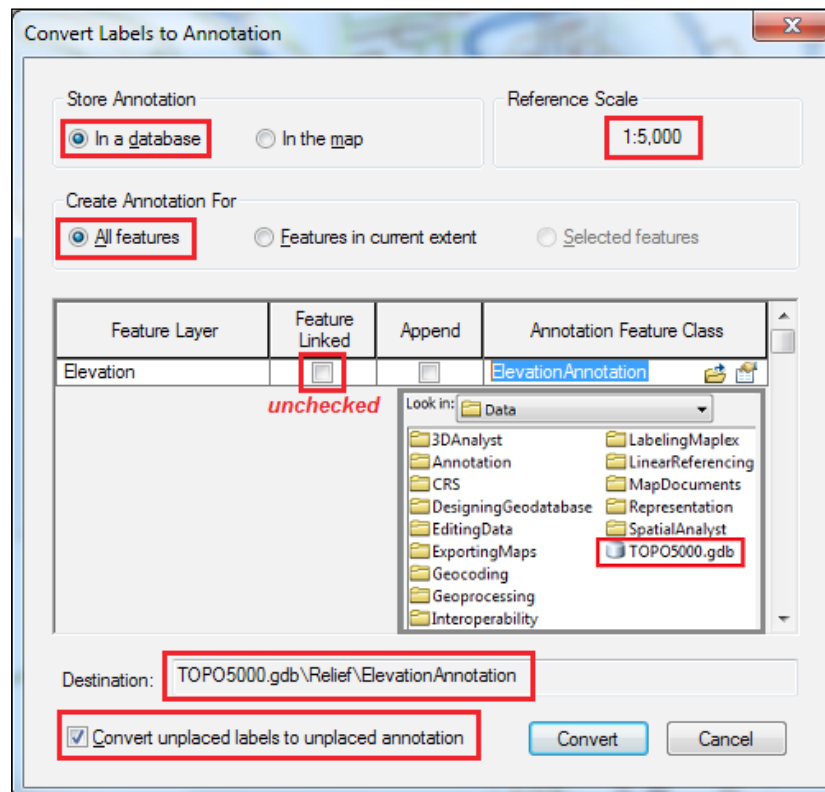 Convert Labels to Annotation
Store Annotation
Reference Scale
In a database
In the map
1:5,000
Create Annotation For
All features
Features in current extent
Selected features
Feature Layer
Feature Linked
Append
Annotation Feature Class
Elevation
ElevationAnnotation
unchecked
Look in: Data
3DAnalyst
Annotation
CRS
DesigningGeodatabase
EditingData
ExportingMaps
Geocoding
Geoprocessing
Interoperability
LabelingMaplex
LinearReferencing
MapDocuments
Representation
SpatialAnalyst
TOPO5000.gdb
Destination: TOPO5000.gdb\Relief\ElevationAnnotation
Convert unplaced labels to unplaced annotation
Convert
Cancel